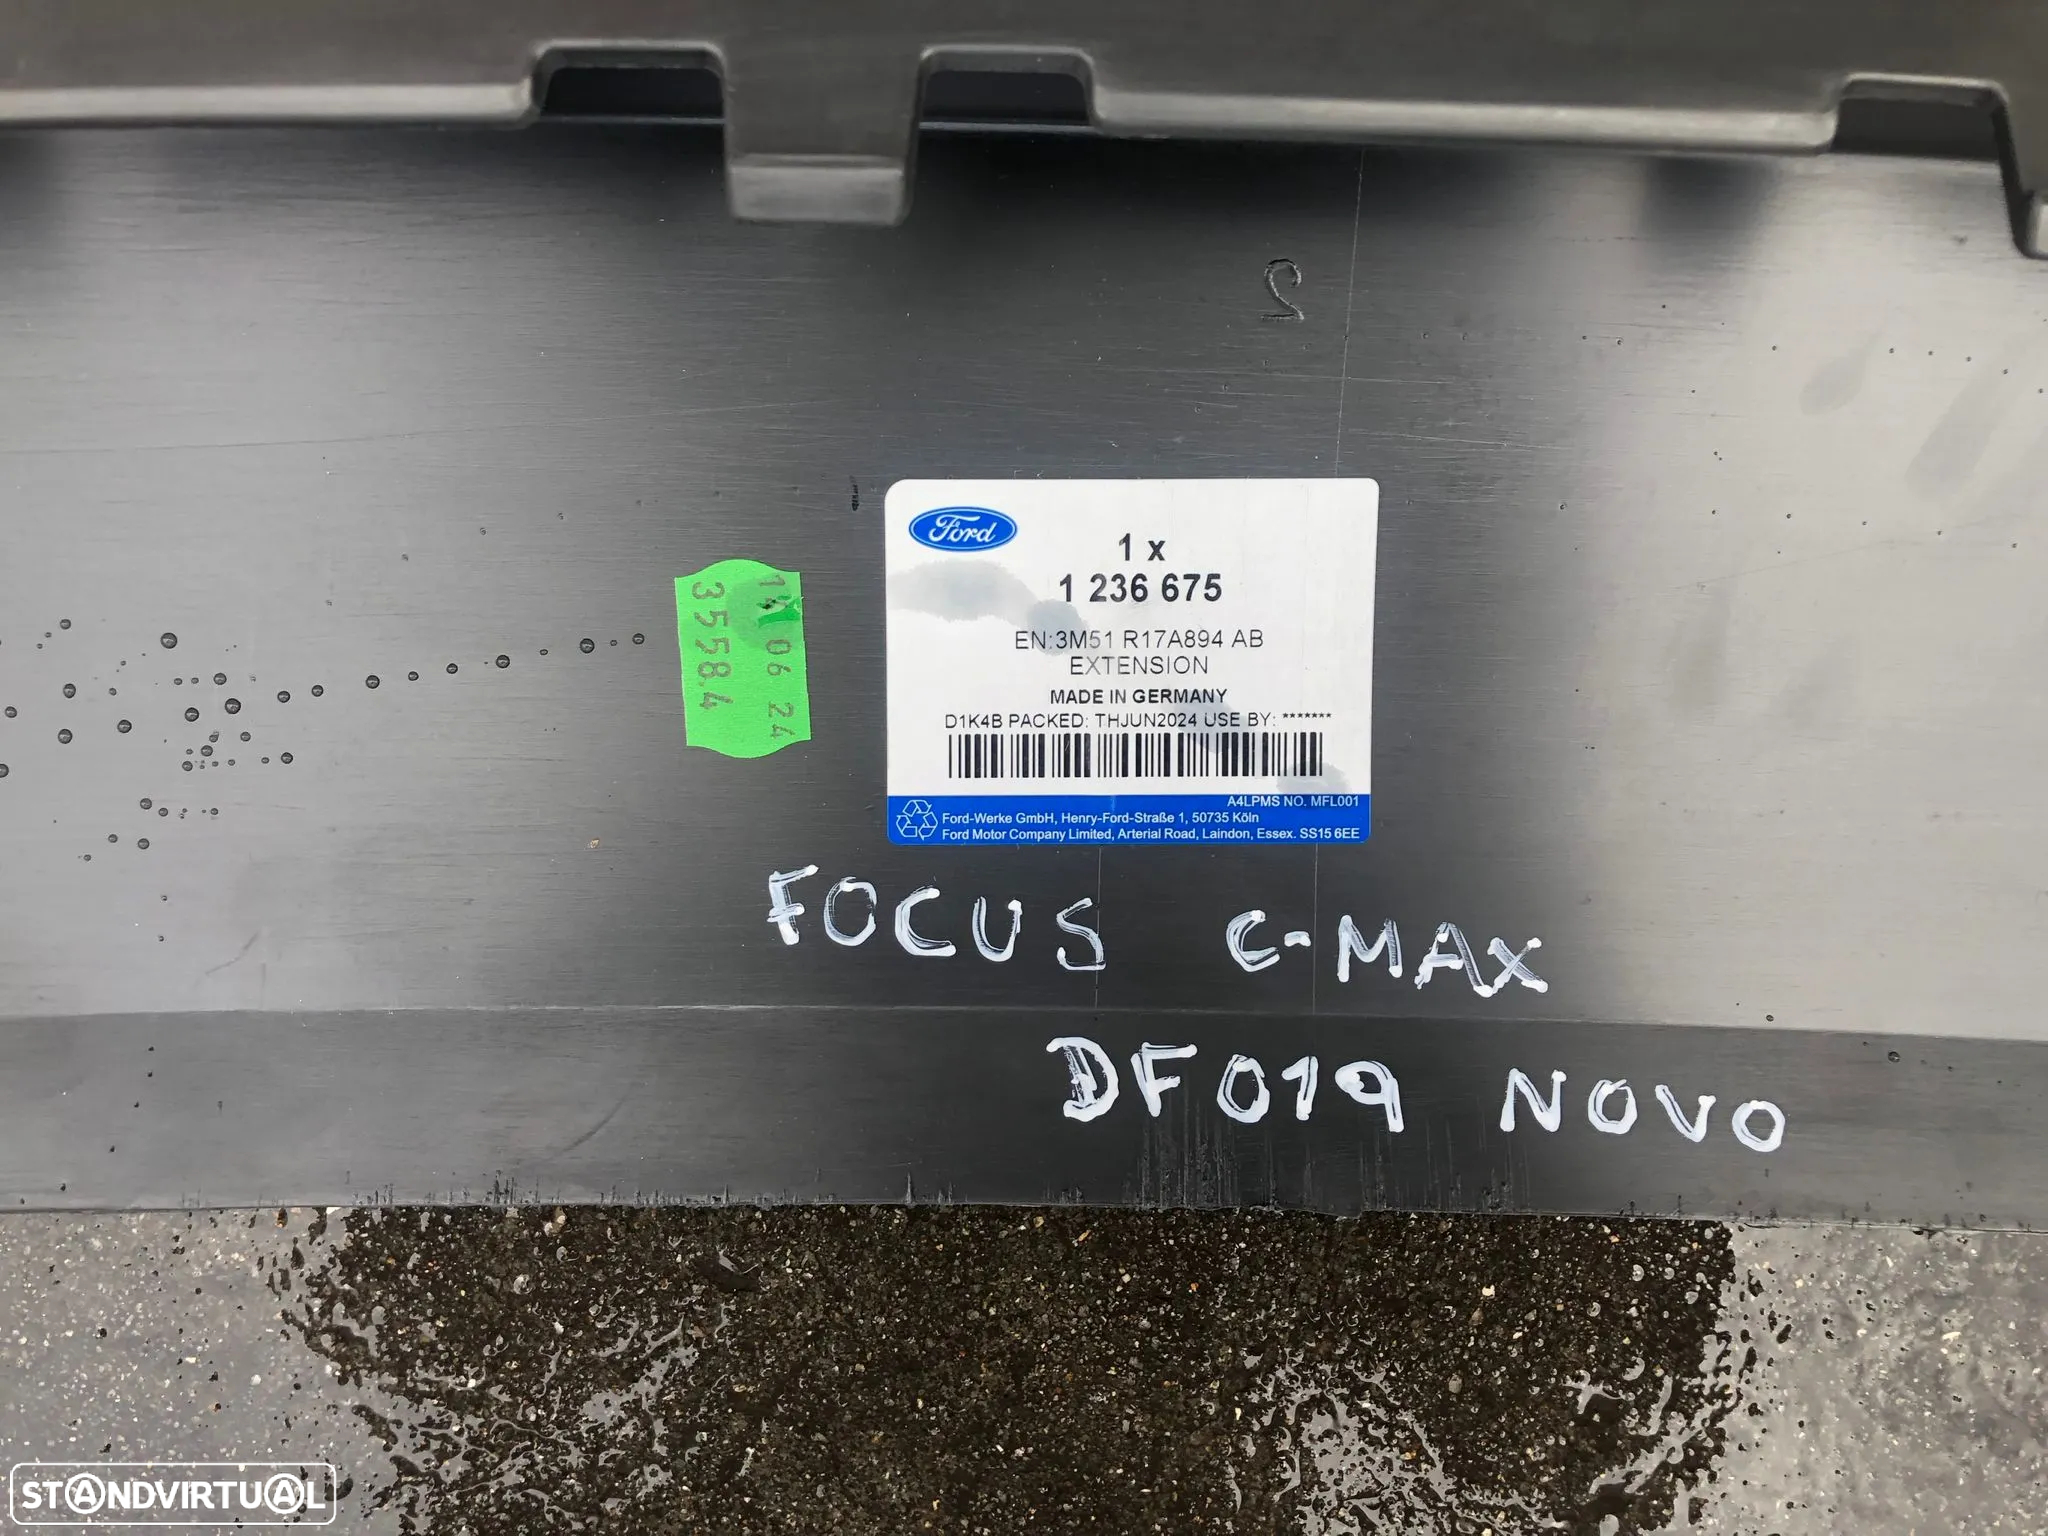 2
Ford
1 x
1 236 675
EN:3M51 R17A894 AB
EXTENSION
MADE IN GERMANY
D1K4B PACKED: THJUN2024 USE BY: *******
A4LPMS NO. MFL001
Ford-Werke GmbH, Henry-Ford-Straße 1, 50735 Köln
Ford Motor Company Limited, Arterial Road, Laindon, Essex. SS15 6EE
14 06 24
35584
FOCUS C-MAX
DF019 NOVO
STANDVIRTUAL